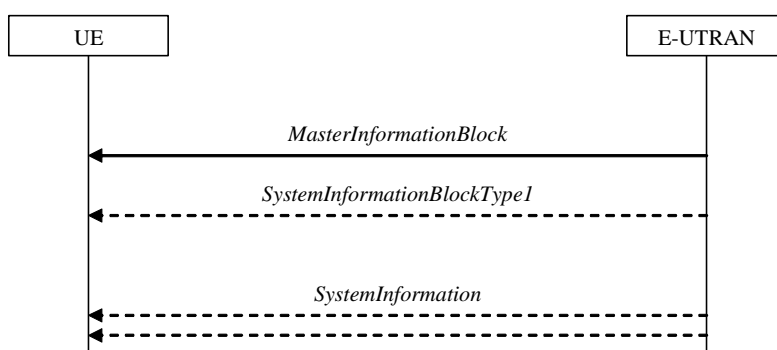 UE
E-UTRAN
MasterInformationBlock
SystemInformationBlockType1
SystemInformation